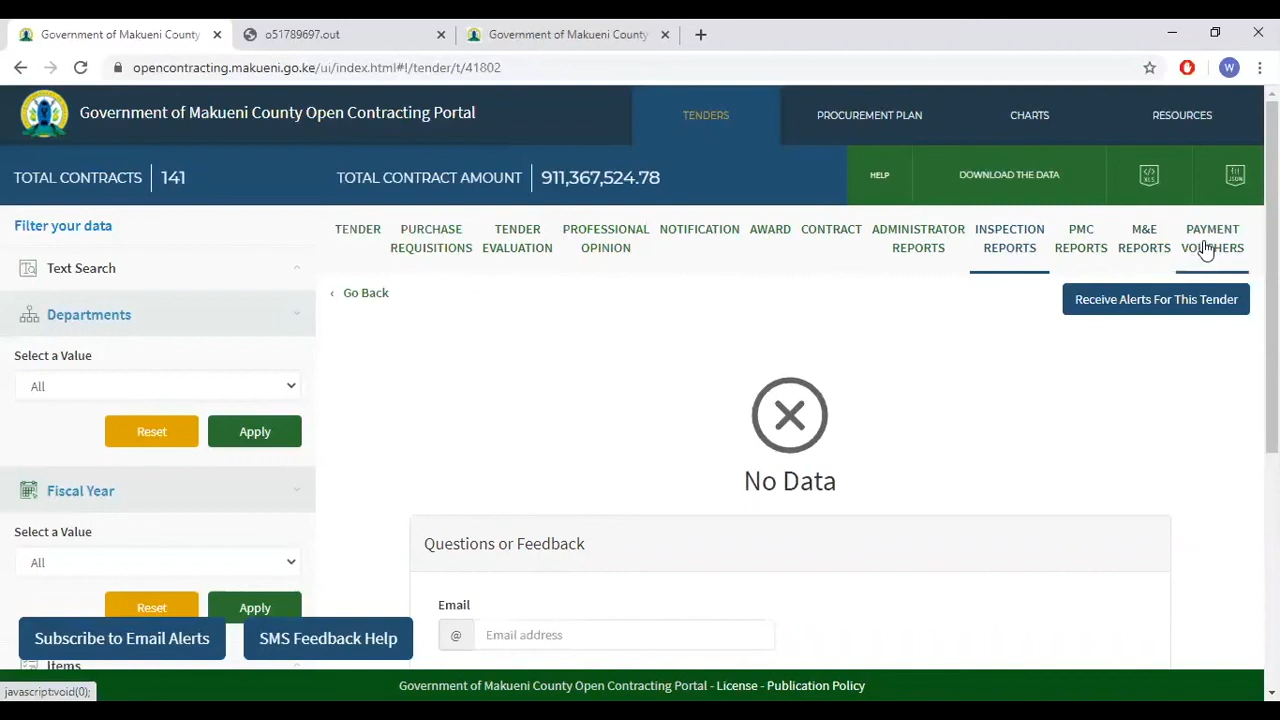 Government of Makueni County
o51789697.out
Government of Makueni County
opencontracting.makueni.go.ke/ui/index.html#!/tender/t/41802
W
Government of Makueni County Open Contracting Portal
TENDERS
PROCUREMENT PLAN
CHARTS
RESOURCES
TOTAL CONTRACTS 141
TOTAL CONTRACT AMOUNT 911,367,524.78
HELP
DOWNLOAD THE DATA
XLS
JSON
Filter your data
TENDER
PURCHASE REQUISITIONS
TENDER EVALUATION
PROFESSIONAL OPINION
NOTIFICATION
AWARD
CONTRACT
ADMINISTRATOR REPORTS
INSPECTION REPORTS
PMC REPORTS
M&E REPORTS
PAYMENT VOUCHERS
Text Search
Departments
Select a Value
All
Reset
Apply
Fiscal Year
Select a Value
All
Reset
Apply
Items
‹ Go Back
Receive Alerts For This Tender
No Data
Questions or Feedback
Email
@ Email address
Subscribe to Email Alerts
SMS Feedback Help
Government of Makueni County Open Contracting Portal - License - Publication Policy
javascript:void(0);